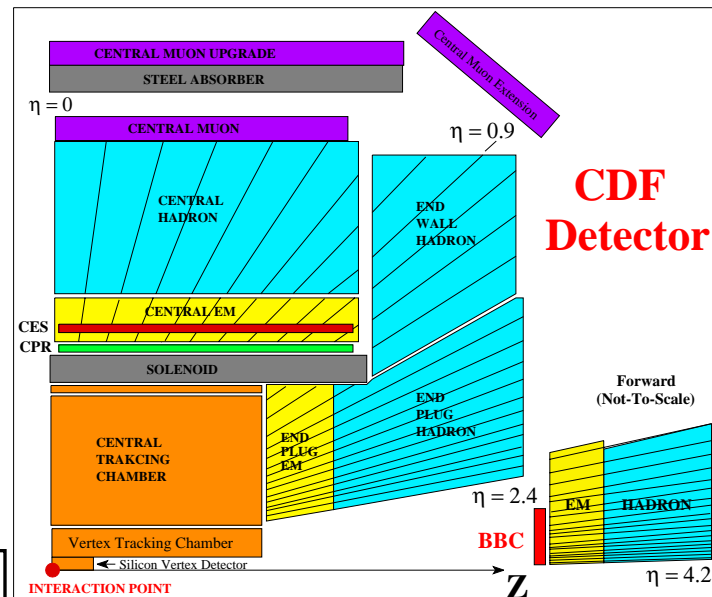 CENTRAL MUON UPGRADE
STEEL ABSORBER
Central Muon Extension
η = 0
CENTRAL MUON
η = 0.9
CENTRAL
HADRON
END
WALL
HADRON
CDF
Detector
CENTRAL EM
CES
CPR
SOLENOID
Forward
(Not-To-Scale)
CENTRAL
TRAKCING
CHAMBER
END
PLUG
EM
END
PLUG
HADRON
η = 2.4
EM
HADRON
BBC
Vertex Tracking Chamber
Silicon Vertex Detector
INTERACTION POINT
Z
η = 4.2